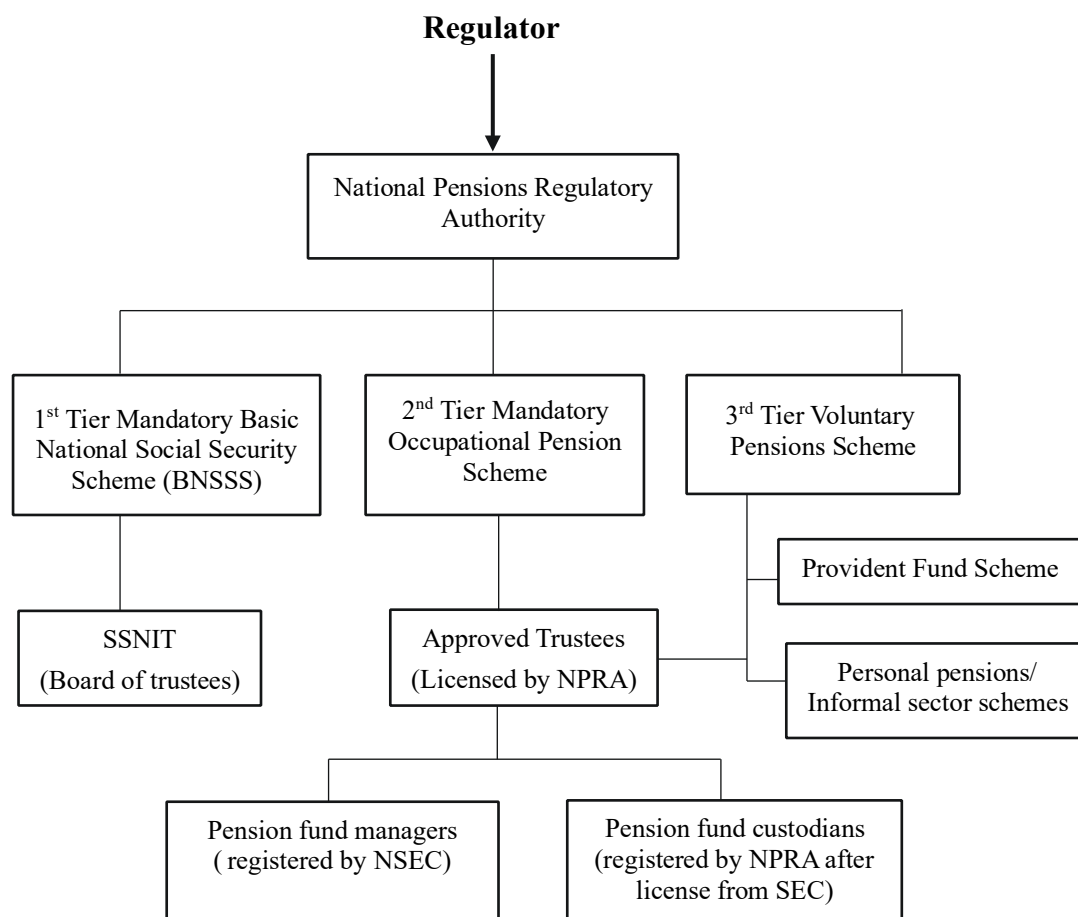 Regulator
National Pensions Regulatory
Authority
1st Tier Mandatory Basic
National Social Security
Scheme (BNSSS)
2nd Tier Mandatory
Occupational Pension
Scheme
3rd Tier Voluntary
Pensions Scheme
Provident Fund Scheme
SSNIT
(Board of trustees)
Approved Trustees
(Licensed by NPRA)
Personal pensions/
Informal sector schemes
Pension fund managers
( registered by NSEC)
Pension fund custodians
(registered by NPRA after
license from SEC)